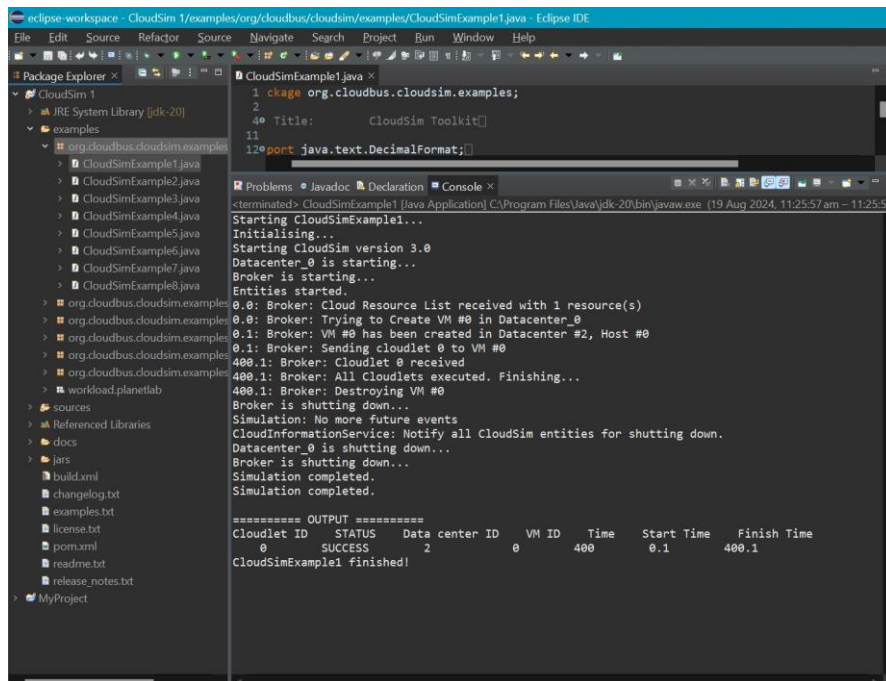 eclipse-workspace - CloudSim 1/examples/org/cloudbus/cloudsim/examples/CloudSimExample1.java - Eclipse IDE
File Edit Source Refactor Source Navigate Search Project Run Window Help
Package Explorer ×
CloudSim 1
JRE System Library [jdk-20]
examples
org.cloudbus.cloudsim.examples
CloudSimExample1.java
CloudSimExample2.java
CloudSimExample3.java
CloudSimExample4.java
CloudSimExample5.java
CloudSimExample6.java
CloudSimExample7.java
CloudSimExample8.java
org.cloudbus.cloudsim.examples
org.cloudbus.cloudsim.examples
org.cloudbus.cloudsim.examples
org.cloudbus.cloudsim.examples
org.cloudbus.cloudsim.examples
workload.planetlab
sources
Referenced Libraries
docs
jars
build.xml
changelog.txt
examples.txt
license.txt
pom.xml
readme.txt
release_notes.txt
MyProject
CloudSimExample1.java ×
1 ckage org.cloudbus.cloudsim.examples;
2
4 Title: CloudSim Toolkit
11
12 port java.text.DecimalFormat;
Problems Javadoc Declaration Console ×
<terminated> CloudSimExample1 [Java Application] C:\Program Files\Java\jdk-20\bin\javaw.exe (19 Aug 2024, 11:25:57 am – 11:25:5
Starting CloudSimExample1...
Initialising...
Starting CloudSim version 3.0
Datacenter_0 is starting...
Broker is starting...
Entities started.
0.0: Broker: Cloud Resource List received with 1 resource(s)
0.0: Broker: Trying to Create VM #0 in Datacenter_0
0.1: Broker: VM #0 has been created in Datacenter #2, Host #0
0.1: Broker: Sending cloudlet 0 to VM #0
400.1: Broker: Cloudlet 0 received
400.1: Broker: All Cloudlets executed. Finishing...
400.1: Broker: Destroying VM #0
Broker is shutting down...
Simulation: No more future events
CloudInformationService: Notify all CloudSim entities for shutting down.
Datacenter_0 is shutting down...
Broker is shutting down...
Simulation completed.
Simulation completed.
========== OUTPUT ==========
Cloudlet ID STATUS Data center ID VM ID Time Start Time Finish Time
0 SUCCESS 2 0 400 0.1 400.1
CloudSimExample1 finished!